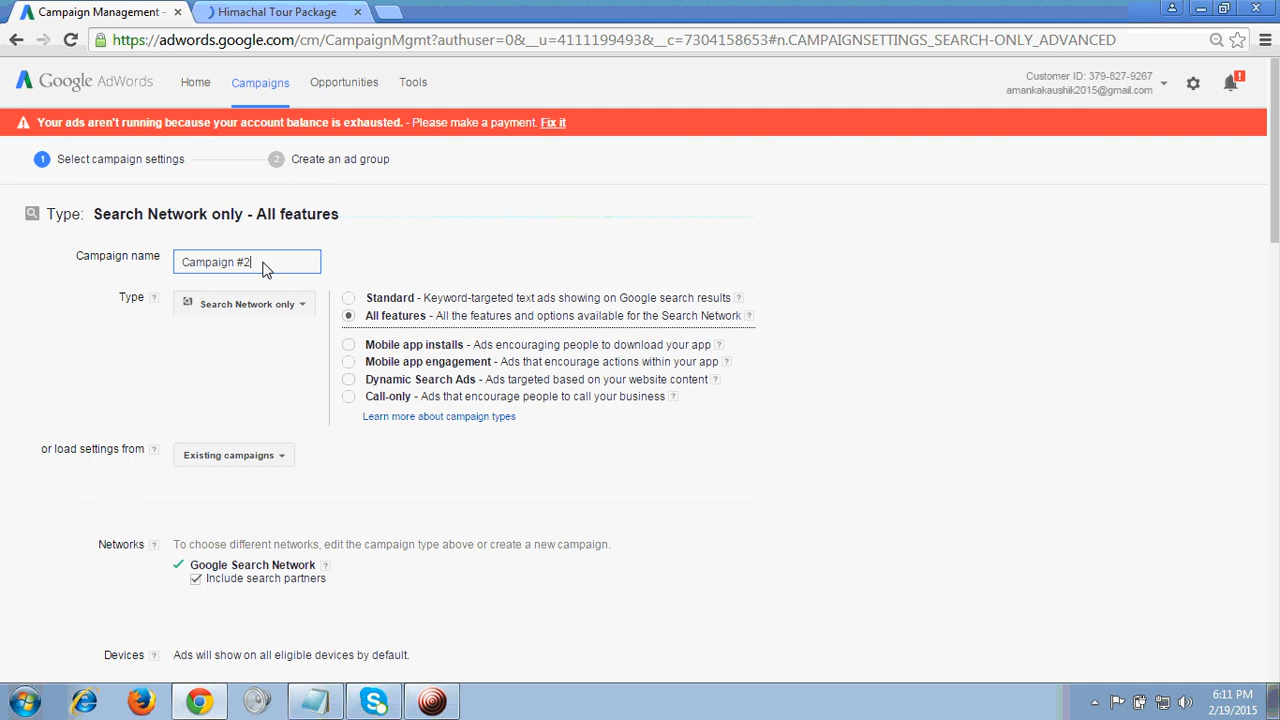 Campaign Management -
Himachal Tour Package
https://adwords.google.com/cm/CampaignMgmt?authuser=0&__u=4111199493&__c=7304158653#n.CAMPAIGNSETTINGS_SEARCH-ONLY_ADVANCED
Google AdWords
Home
Campaigns
Opportunities
Tools
Customer ID: 379-827-9267
amankakaushik2015@gmail.com
Your ads aren't running because your account balance is exhausted. - Please make a payment. Fix it
1 Select campaign settings
2 Create an ad group
Type: Search Network only - All features
Campaign name
Campaign #2
Type ?
Search Network only
Standard - Keyword-targeted text ads showing on Google search results ?
All features - All the features and options available for the Search Network ?
Mobile app installs - Ads encouraging people to download your app ?
Mobile app engagement - Ads that encourage actions within your app ?
Dynamic Search Ads - Ads targeted based on your website content ?
Call-only - Ads that encourage people to call your business ?
Learn more about campaign types
or load settings from ?
Existing campaigns
Networks ?
To choose different networks, edit the campaign type above or create a new campaign.
Google Search Network ?
Include search partners
Devices ?
Ads will show on all eligible devices by default.
6:11 PM
2/19/2015